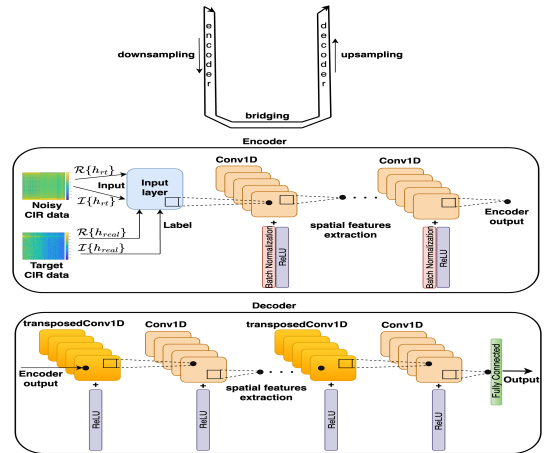 encoder
decoder
downsampling
upsampling
bridging
Encoder
Noisy
CIR data
Target
CIR data
ℛ{h_rt}
Input
ℐ{h_rt}
ℛ{h_real}
ℐ{h_real}
Input
layer
Label
Conv1D
+
Batch Normalization
ReLU
spatial features
extraction
Conv1D
+
Batch Normalization
ReLU
Encoder
output
Decoder
transposedConv1D
Encoder
output
+
ReLU
Conv1D
+
ReLU
spatial features
extraction
transposedConv1D
+
ReLU
Conv1D
+
ReLU
Fully Connected
Output